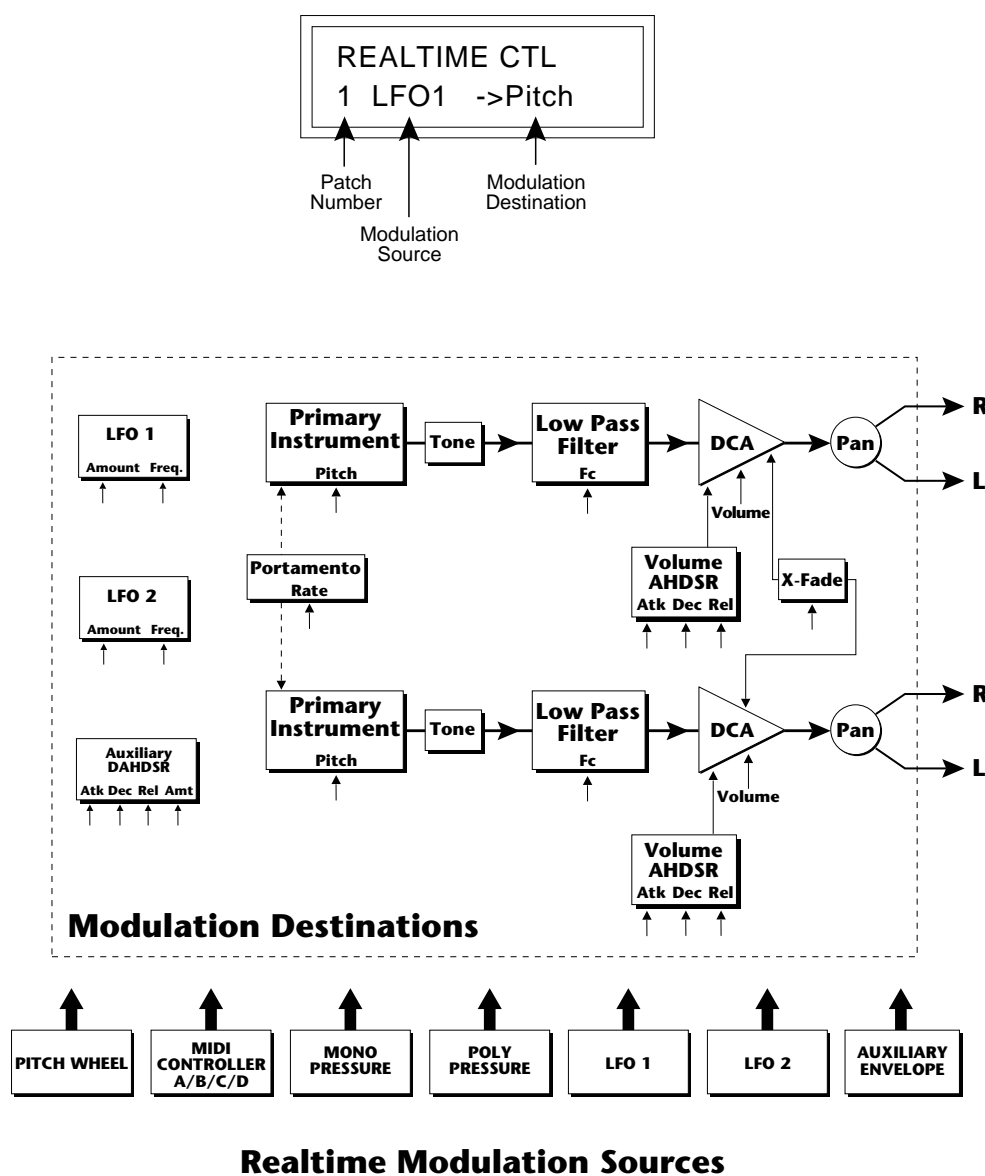 REALTIME CTL
1 LFO1 ->Pitch
Patch
Number
Modulation
Source
Modulation
Destination
LFO 1
Amount Freq.
Primary
Instrument
Pitch
Tone
Low Pass
Filter
Fc
DCA
Pan
R
L
Volume
Portamento
Rate
Volume
AHDSR
Atk Dec Rel
X-Fade
LFO 2
Amount Freq.
Primary
Instrument
Pitch
Tone
Low Pass
Filter
Fc
DCA
Pan
R
L
Volume
Auxiliary
DAHDSR
Atk Dec Rel Amt
Volume
AHDSR
Atk Dec Rel
Modulation Destinations
PITCH WHEEL
MIDI
CONTROLLER
A/B/C/D
MONO
PRESSURE
POLY
PRESSURE
LFO 1
LFO 2
AUXILIARY
ENVELOPE
Realtime Modulation Sources